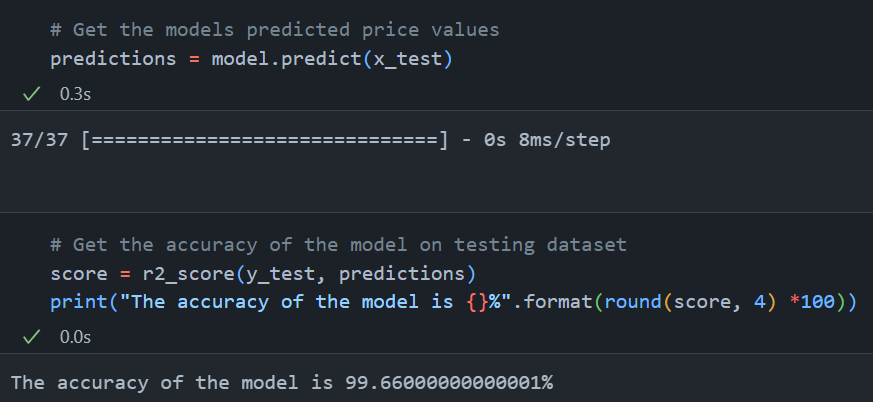 # Get the models predicted price values
predictions = model.predict(x_test)
✓ 0.3s
37/37 [==============================] - 0s 8ms/step
# Get the accuracy of the model on testing dataset
score = r2_score(y_test, predictions)
print("The accuracy of the model is {}%".format(round(score, 4) *100))
✓ 0.0s
The accuracy of the model is 99.66000000000001%